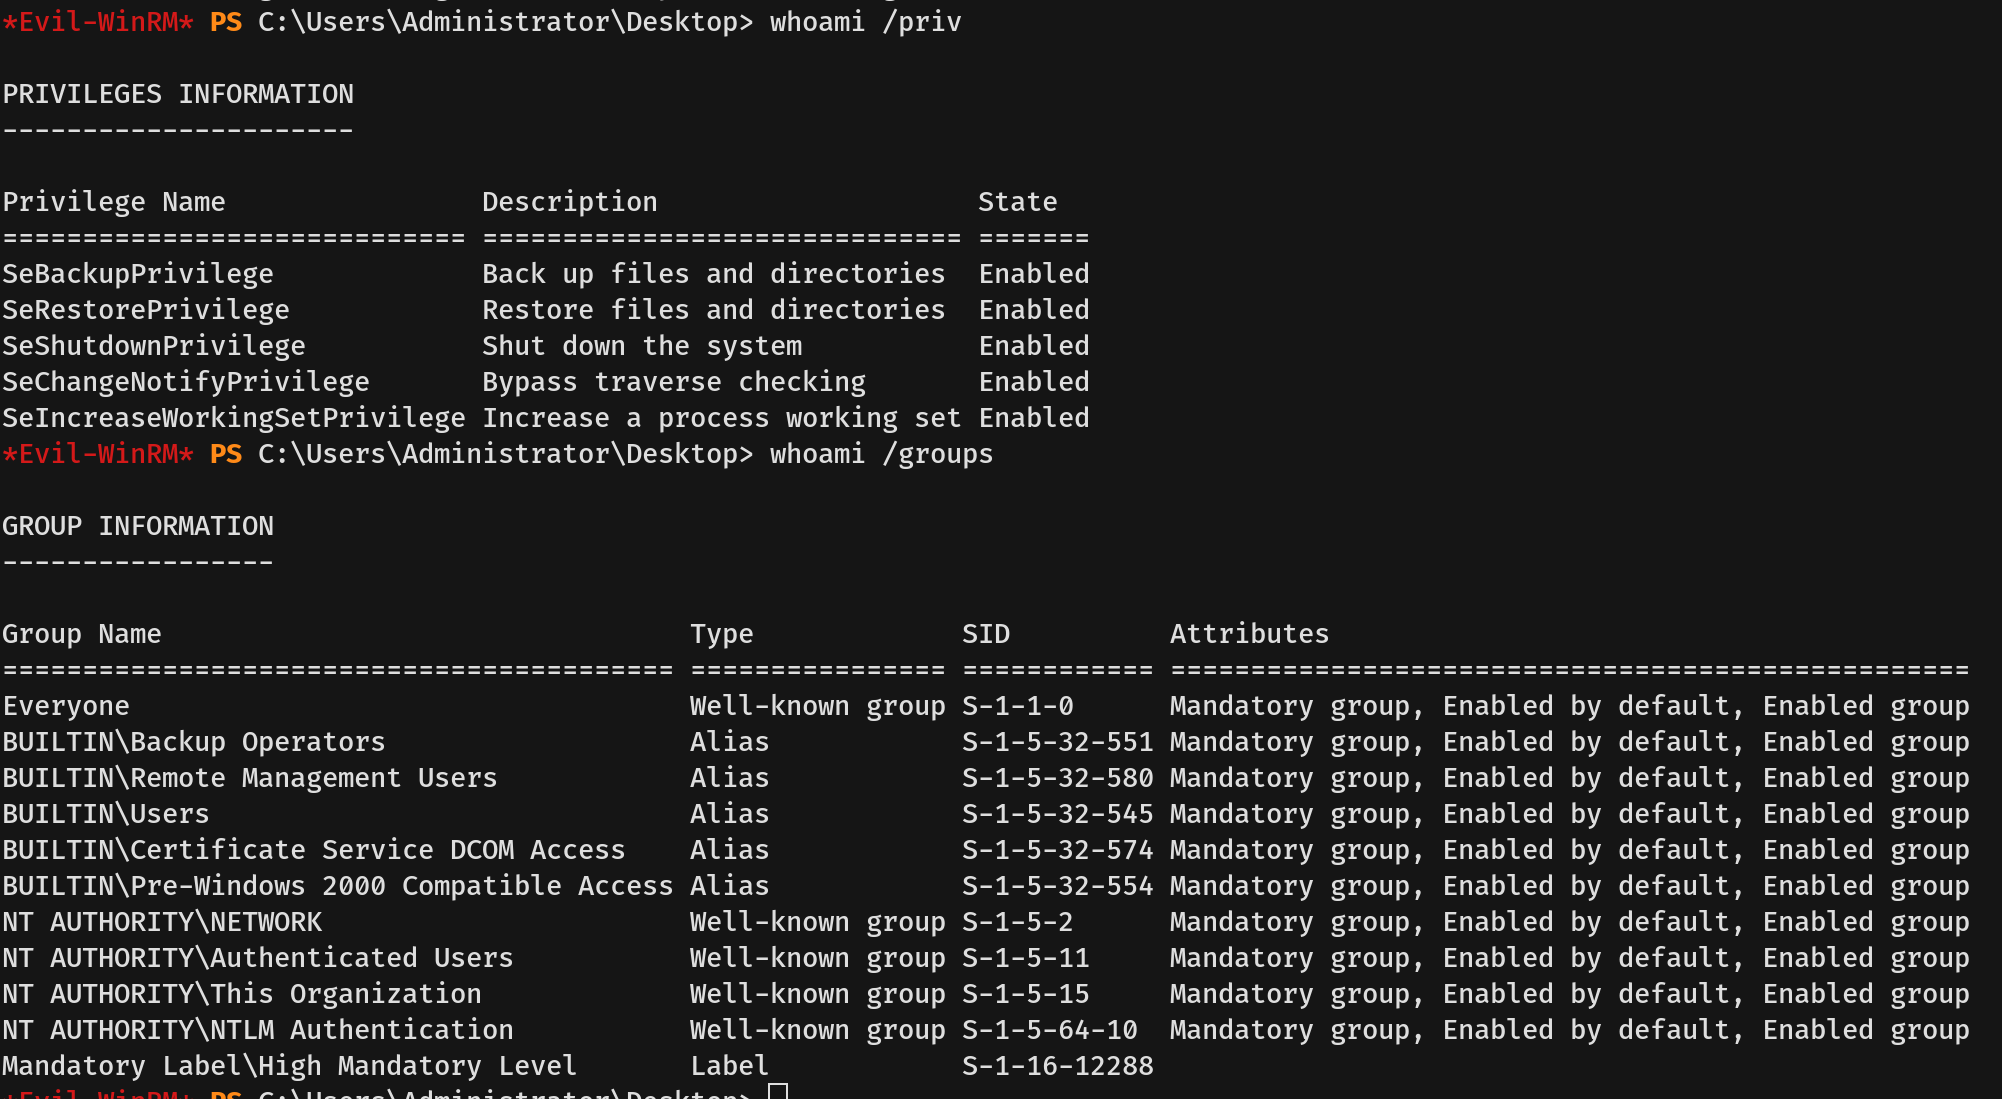 *Evil-WinRM* PS C:\Users\Administrator\Desktop> whoami /priv
PRIVILEGES INFORMATION
----------------------
Privilege Name                Description                    State
============================= ============================== =======
SeBackupPrivilege             Back up files and directories  Enabled
SeRestorePrivilege            Restore files and directories  Enabled
SeShutdownPrivilege           Shut down the system           Enabled
SeChangeNotifyPrivilege       Bypass traverse checking       Enabled
SeIncreaseWorkingSetPrivilege Increase a process working set Enabled
*Evil-WinRM* PS C:\Users\Administrator\Desktop> whoami /groups
GROUP INFORMATION
-----------------
Group Name                                 Type             SID          Attributes
========================================== ================ ============ ==================================================
Everyone                                   Well-known group S-1-1-0      Mandatory group, Enabled by default, Enabled group
BUILTIN\Backup Operators                   Alias            S-1-5-32-551 Mandatory group, Enabled by default, Enabled group
BUILTIN\Remote Management Users            Alias            S-1-5-32-580 Mandatory group, Enabled by default, Enabled group
BUILTIN\Users                              Alias            S-1-5-32-545 Mandatory group, Enabled by default, Enabled group
BUILTIN\Certificate Service DCOM Access    Alias            S-1-5-32-574 Mandatory group, Enabled by default, Enabled group
BUILTIN\Pre-Windows 2000 Compatible Access Alias            S-1-5-32-554 Mandatory group, Enabled by default, Enabled group
NT AUTHORITY\NETWORK                       Well-known group S-1-5-2      Mandatory group, Enabled by default, Enabled group
NT AUTHORITY\Authenticated Users           Well-known group S-1-5-11     Mandatory group, Enabled by default, Enabled group
NT AUTHORITY\This Organization             Well-known group S-1-5-15     Mandatory group, Enabled by default, Enabled group
NT AUTHORITY\NTLM Authentication           Well-known group S-1-5-64-10  Mandatory group, Enabled by default, Enabled group
Mandatory Label\High Mandatory Level       Label            S-1-16-12288
*Evil-WinRM* PS C:\Users\Administrator\Desktop>